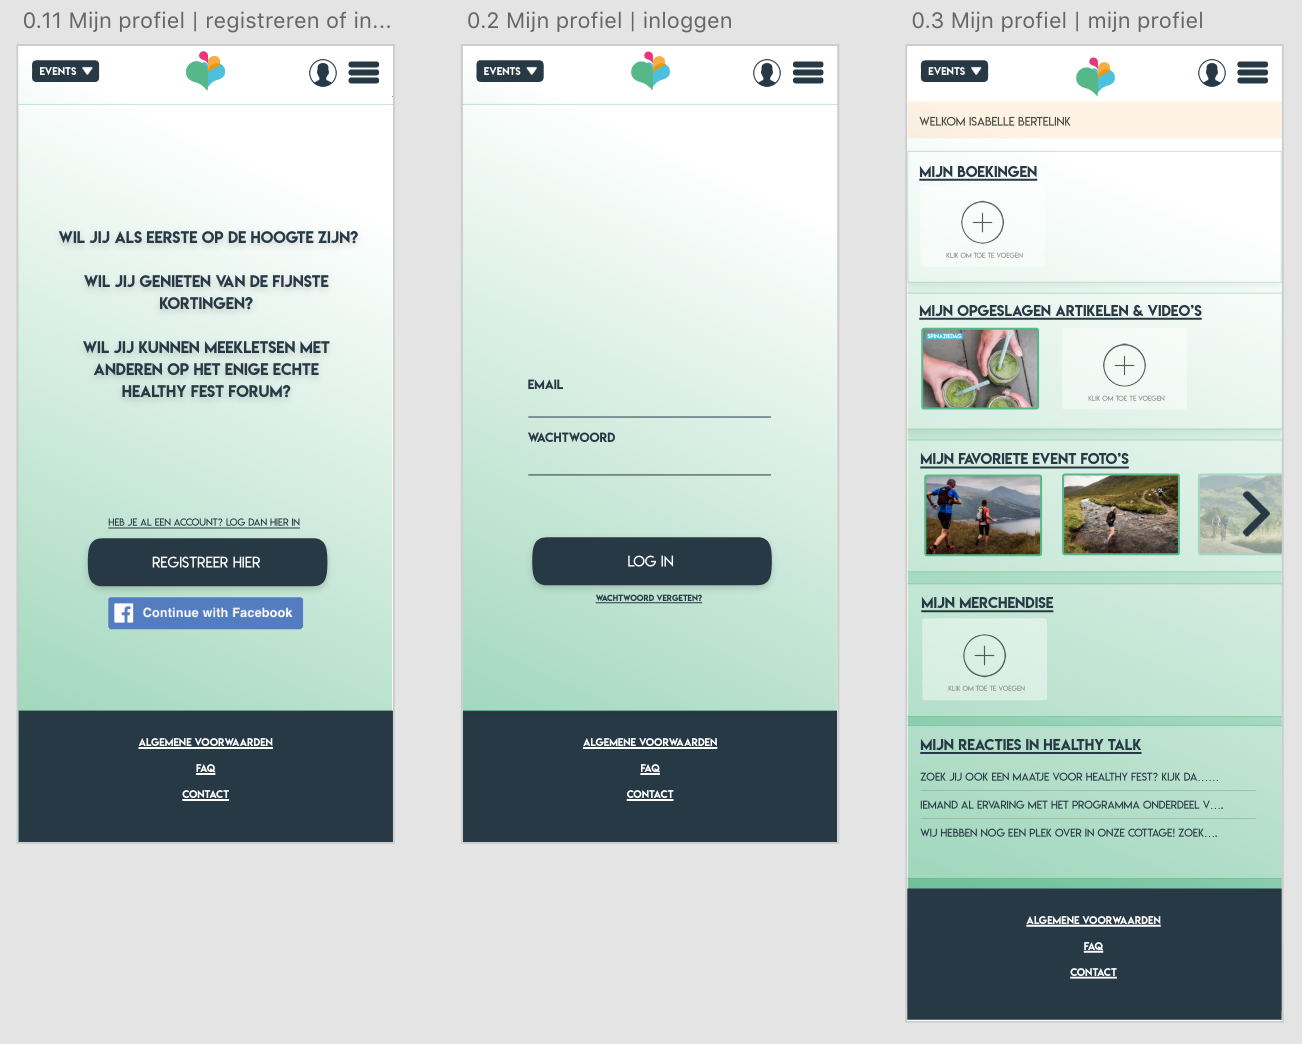 0.11 Mijn profiel | registreren of in...
EVENTS
WIL JIJ ALS EERSTE OP DE HOOGTE ZIJN?
WIL JIJ GENIETEN VAN DE FIJNSTE
KORTINGEN?
WIL JIJ KUNNEN MEEKLETSEN MET
ANDEREN OP HET ENIGE ECHTE
HEALTHY FEST FORUM?
HEB JE AL EEN ACCOUNT? LOG DAN HIER IN
REGISTREER HIER
Continue with Facebook
ALGEMENE VOORWAARDEN
FAQ
CONTACT
0.2 Mijn profiel | inloggen
EVENTS
EMAIL
WACHTWOORD
LOG IN
WACHTWOORD VERGETEN?
ALGEMENE VOORWAARDEN
FAQ
CONTACT
0.3 Mijn profiel | mijn profiel
EVENTS
WELKOM ISABELLE BERTELINK
MIJN BOEKINGEN
KLIK OM TOE TE VOEGEN
MIJN OPGESLAGEN ARTIKELEN & VIDEO'S
SPINAZIEDAG
KLIK OM TOE TE VOEGEN
MIJN FAVORIETE EVENT FOTO'S
MIJN MERCHENDISE
KLIK OM TOE TE VOEGEN
MIJN REACTIES IN HEALTHY TALK
ZOEK JIJ OOK EEN MAATJE VOOR HEALTHY FEST? KIJK DA......
IEMAND AL ERVARING MET HET PROGRAMMA ONDERDEEL V....
WIJ HEBBEN NOG EEN PLEK OVER IN ONZE COTTAGE! ZOEK....
ALGEMENE VOORWAARDEN
FAQ
CONTACT